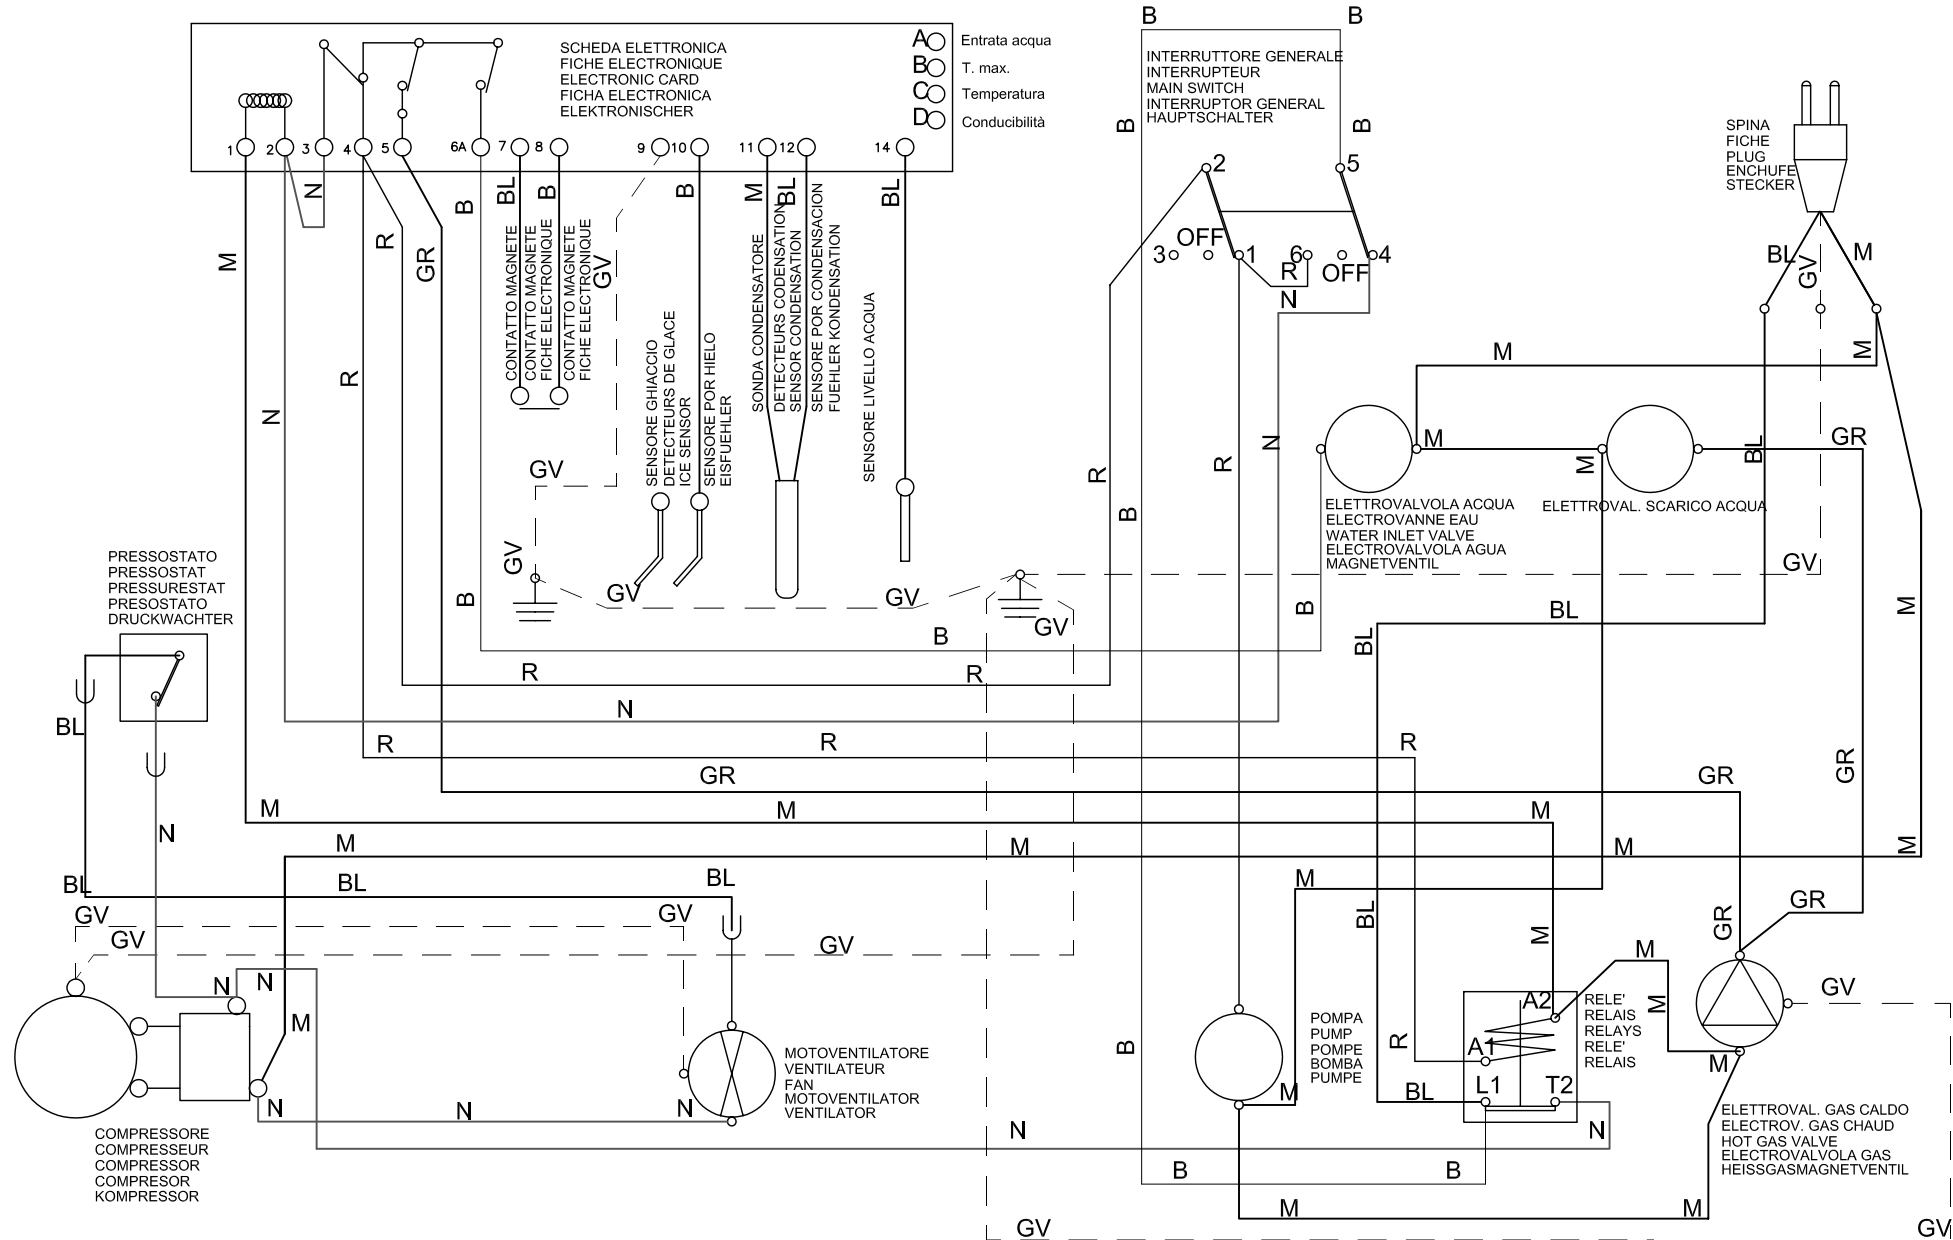 SCHEDA ELETTRONICA
FICHE ELECTRONIQUE
ELECTRONIC CARD
FICHA ELECTRONICA
ELEKTRONISCHER
A Entrata acqua
B T. max.
C Temperatura
D Conducibilità
1 2 3 4 5 6A 7 8 9 10 11 12 14
B B
INTERRUTTORE GENERALE
INTERRUPTEUR
MAIN SWITCH
INTERRUPTOR GENERAL
HAUPTSCHALTER
B B
2 5
3 OFF 1 6 OFF 4
R
N
SPINA
FICHE
PLUG
ENCHUFE
STECKER
BL GV M
M N R GR B BL B GV B M BL BL
CONTATTO MAGNETE
CONTATTO MAGNETE
FICHE ELECTRONIQUE
CONTATTO MAGNETE
FICHE ELECTRONIQUE
SENSORE GHIACCIO
DETECTEURS DE GLACE
ICE SENSOR
SENSORE POR HIELO
EISFUEHLER
SONDA CONDENSATORE
DETECTEURS CODENSATION
SENSOR CONDENSATION
SENSORE POR CONDENSACION
FUEHLER KONDENSATION
SENSORE LIVELLO ACQUA
N R
M M
R B R N
M M BL GR
ELETTROVALVOLA ACQUA
ELECTROVANNE EAU
WATER INLET VALVE
ELECTROVALVOLA AGUA
MAGNETVENTIL
ELETTROVAL. SCARICO ACQUA
GV
GV
GV GV GV
GV
B B
BL BL M
PRESSOSTATO
PRESSOSTAT
PRESSURESTAT
PRESOSTATO
DRUCKWACHTER
BL
B
R R
N
R R R
GR GR GR
M M M
N
M M M M
BL BL BL
M
BL
GV GV
GV GV
GR GR
M M M
N N
M
N N N
COMPRESSORE
COMPRESSEUR
COMPRESSOR
COMPRESOR
KOMPRESSOR
MOTOVENTILATORE
VENTILATEUR
FAN
MOTOVENTILATOR
VENTILATOR
B
POMPA
PUMP
POMPE
BOMBA
PUMPE
M
R
A2
A1
L1 T2
BL
RELE'
RELAIS
RELAYS
RELE'
RELAIS
M
GV
ELETTROVAL. GAS CALDO
ELECTROV. GAS CHAUD
HOT GAS VALVE
ELECTROVALVOLA GAS
HEISSGASMAGNETVENTIL
N N
B B
M M
GV GV